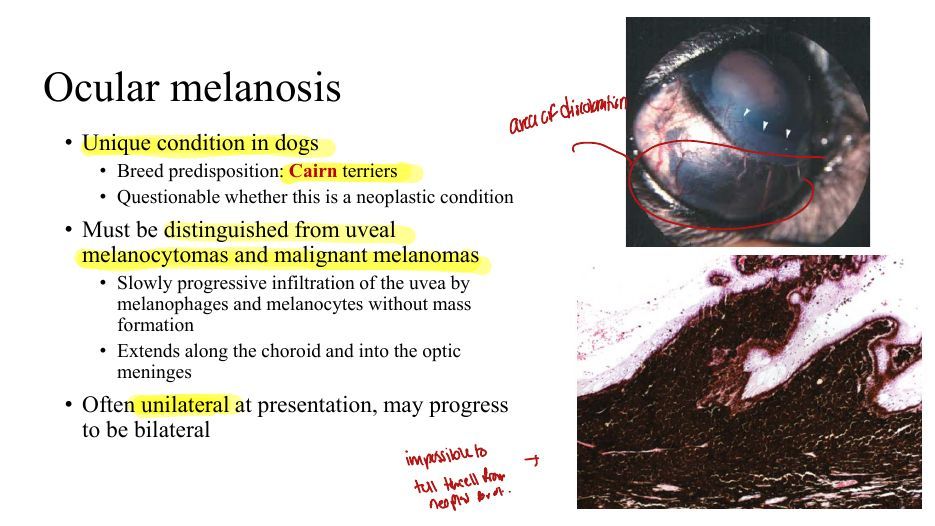 Ocular melanosis
• Unique condition in dogs
• Breed predisposition: Cairn terriers
• Questionable whether this is a neoplastic condition
• Must be distinguished from uveal
melanocytomas and malignant melanomas
• Slowly progressive infiltration of the uvea by
melanophages and melanocytes without mass
formation
• Extends along the choroid and into the optic
meninges
• Often unilateral at presentation, may progress
to be bilateral
area of discoloration
impossible to
tell from